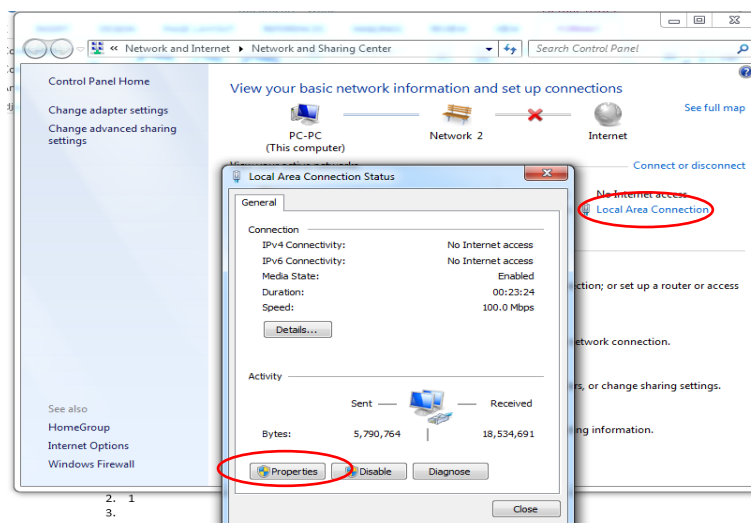 « Network and Internet ▸ Network and Sharing Center
Search Control Panel
Control Panel Home
Change adapter settings
Change advanced sharing
settings
View your basic network information and set up connections
See full map
PC-PC
(This computer)
Network 2
Internet
View your active networks
Connect or disconnect
No Internet access
Local Area Connection
ction; or set up a router or access
etwork connection.
rs, or change sharing settings.
ng information.
Local Area Connection Status
General
Connection
IPv4 Connectivity: No Internet access
IPv6 Connectivity: No Internet access
Media State: Enabled
Duration: 00:23:24
Speed: 100.0 Mbps
Details...
Activity
Sent — Received
Bytes: 5,790,764 | 18,534,691
Properties Disable Diagnose
Close
See also
HomeGroup
Internet Options
Windows Firewall
2. 1
3.